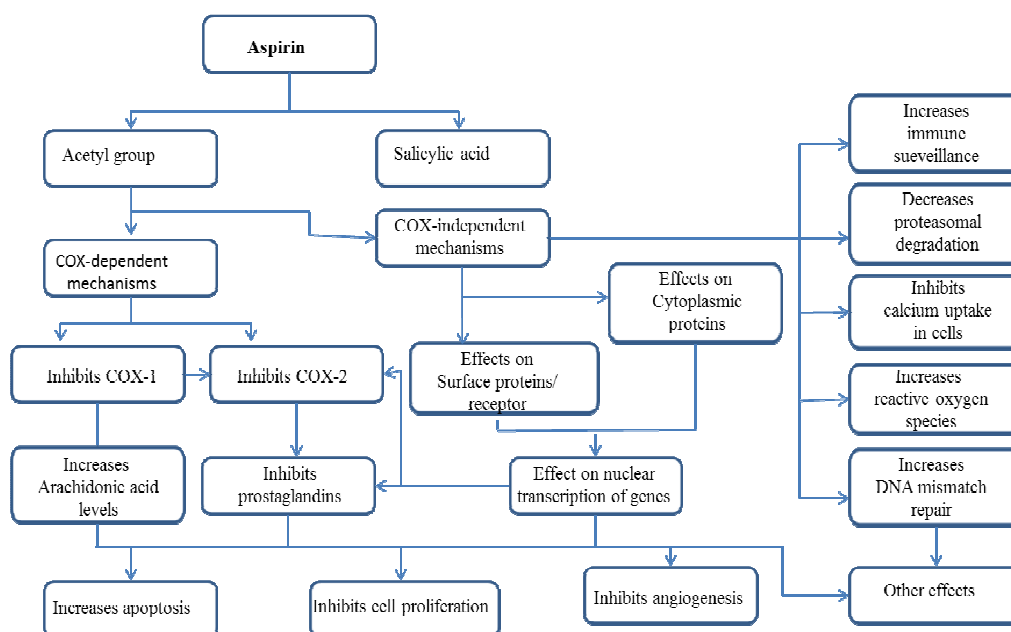 Aspirin
Acetyl group
Salicylic acid
Increases
immune
sueveillance
Decreases
proteasomal
degradation
COX-independent
mechanisms
COX-dependent
mechanisms
Effects on
Cytoplasmic
proteins
Inhibits
calcium uptake
in cells
Inhibits COX-1
Inhibits COX-2
Effects on
Surface proteins/
receptor
Increases
reactive oxygen
species
Increases
Arachidonic acid
levels
Inhibits
prostaglandins
Effect on nuclear
transcription of genes
Increases
DNA mismatch
repair
Increases apoptosis
Inhibits cell proliferation
Inhibits angiogenesis
Other effects